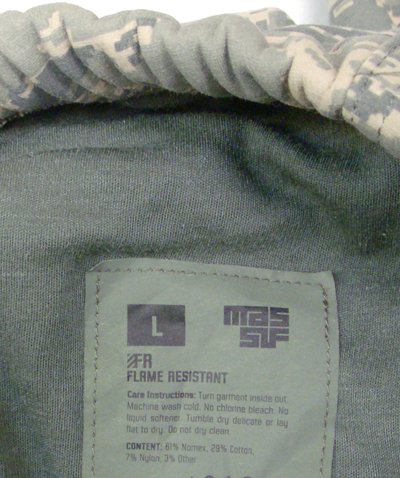 L
MAS
SIF
FR
FLAME RESISTANT
Care Instructions: Turn garment inside out.
Machine wash cold. No chlorine bleach. No
liquid softener. Tumble dry delicate or lay
flat to dry. Do not dry clean.
CONTENT: 61% Nomex, 29% Cotton,
7% Nylon, 3% Other